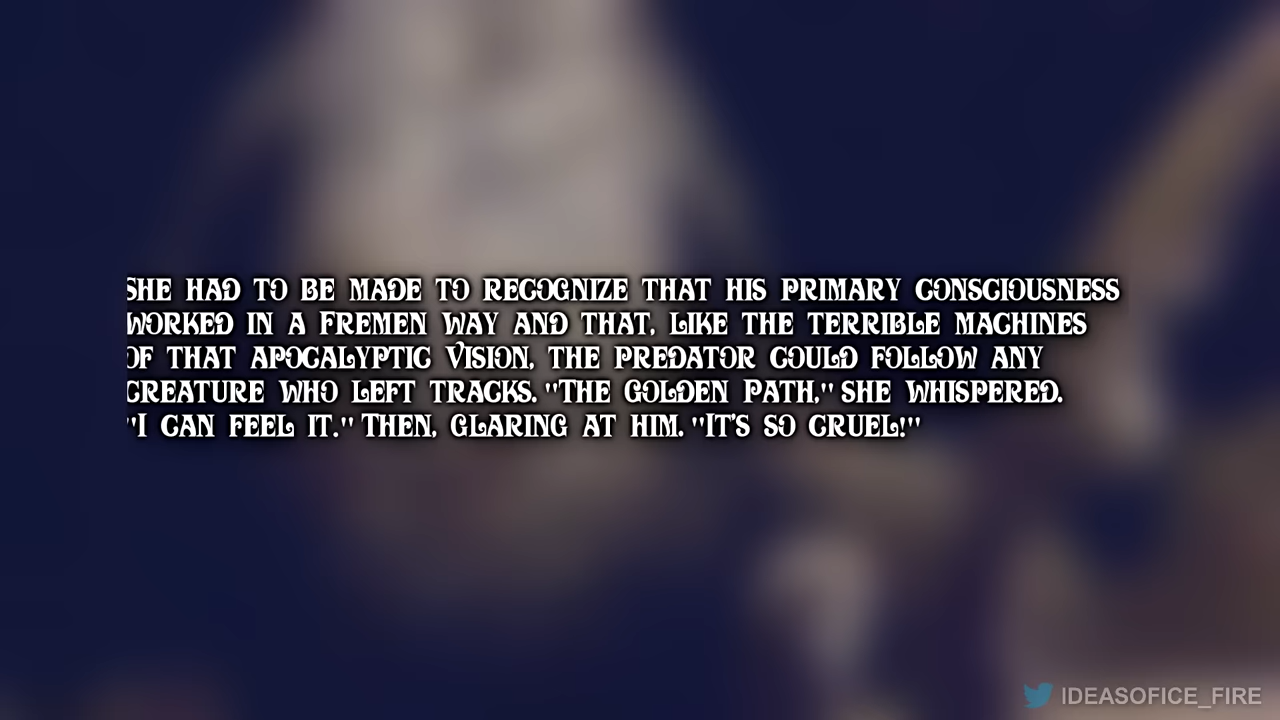 SHE HAD TO BE MADE TO RECOGNIZE THAT HIS PRIMARY CONSCIOUSNESS
WORKED IN A FREMEN WAY AND THAT, LIKE THE TERRIBLE MACHINES
OF THAT APOCALYPTIC VISION, THE PREDATOR COULD FOLLOW ANY
CREATURE WHO LEFT TRACKS. "THE GOLDEN PATH," SHE WHISPERED.
"I CAN FEEL IT." THEN, GLARING AT HIM. "IT'S SO CRUEL!"
IDEASOFICE_FIRE